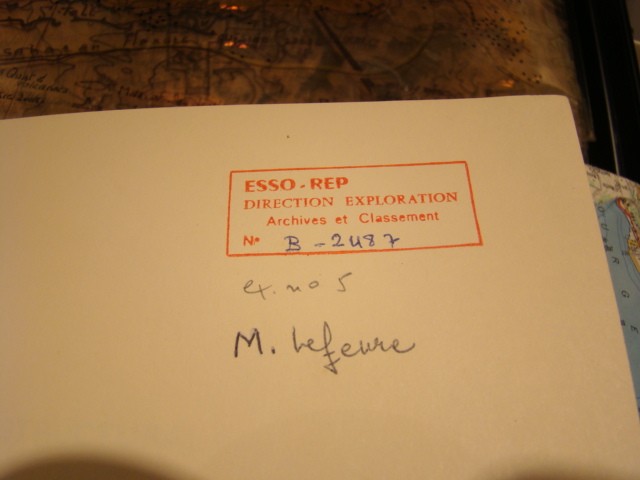 ESSO-REP
DIRECTION EXPLORATION
Archives et Classement
N° B-2487
ex. no 5
M. Lefevre